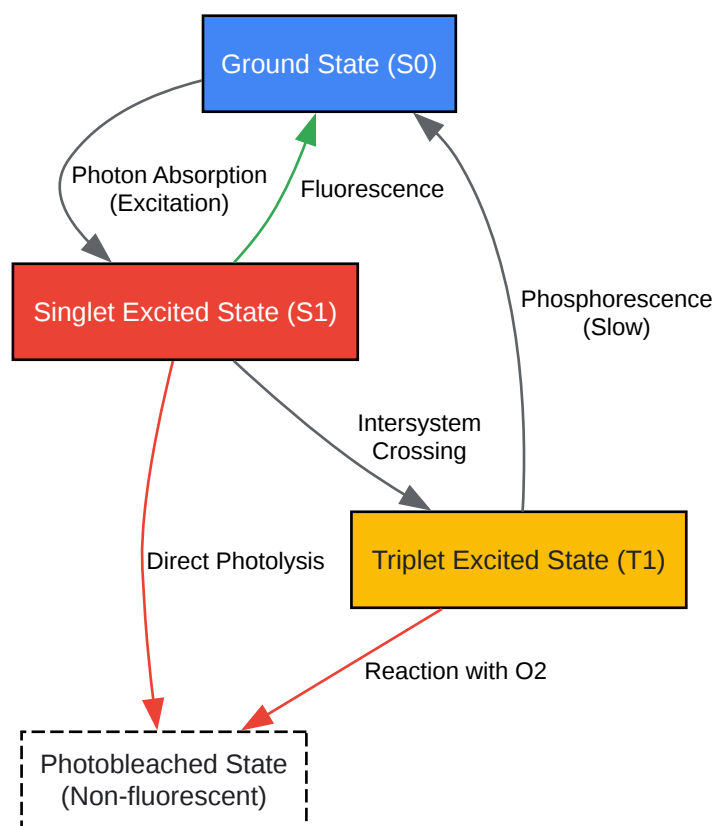 Ground State (S0)
Photon Absorption
(Excitation)
Fluorescence
Singlet Excited State (S1)
Phosphorescence
(Slow)
Intersystem
Crossing
Direct Photolysis
Triplet Excited State (T1)
Reaction with O2
Photobleached State
(Non-fluorescent)